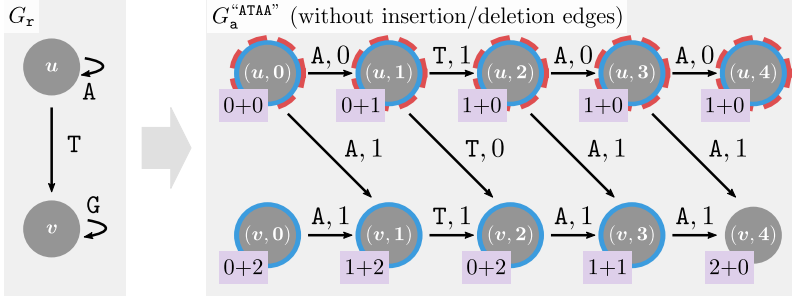 G_r
G_a^"ATAA" (without insertion/deletion edges)
u
A
T
G
v
(u, 0) A, 0 (u, 1) T, 1 (u, 2) A, 0 (u, 3) A, 0 (u, 4)
0+0 0+1 1+0 1+0 1+0
A, 1 T, 0 A, 1 A, 1
(v, 0) A, 1 (v, 1) T, 1 (v, 2) A, 1 (v, 3) A, 1 (v, 4)
0+2 1+2 0+2 1+1 2+0